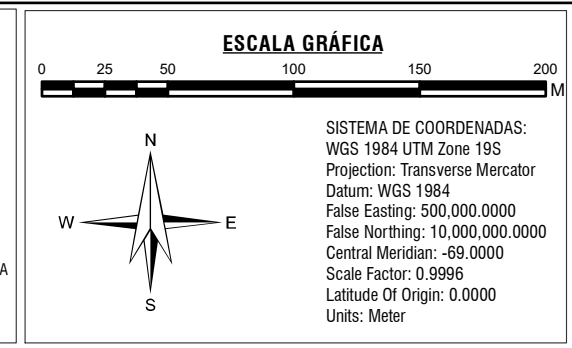 ESCALA GRÁFICA
0 25 50 100 150 200
M
N
W E
S
A
SISTEMA DE COORDENADAS:
WGS 1984 UTM Zone 19S
Projection: Transverse Mercator
Datum: WGS 1984
False Easting: 500,000.0000
False Northing: 10,000,000.0000
Central Meridian: -69.0000
Scale Factor: 0.9996
Latitude Of Origin: 0.0000
Units: Meter